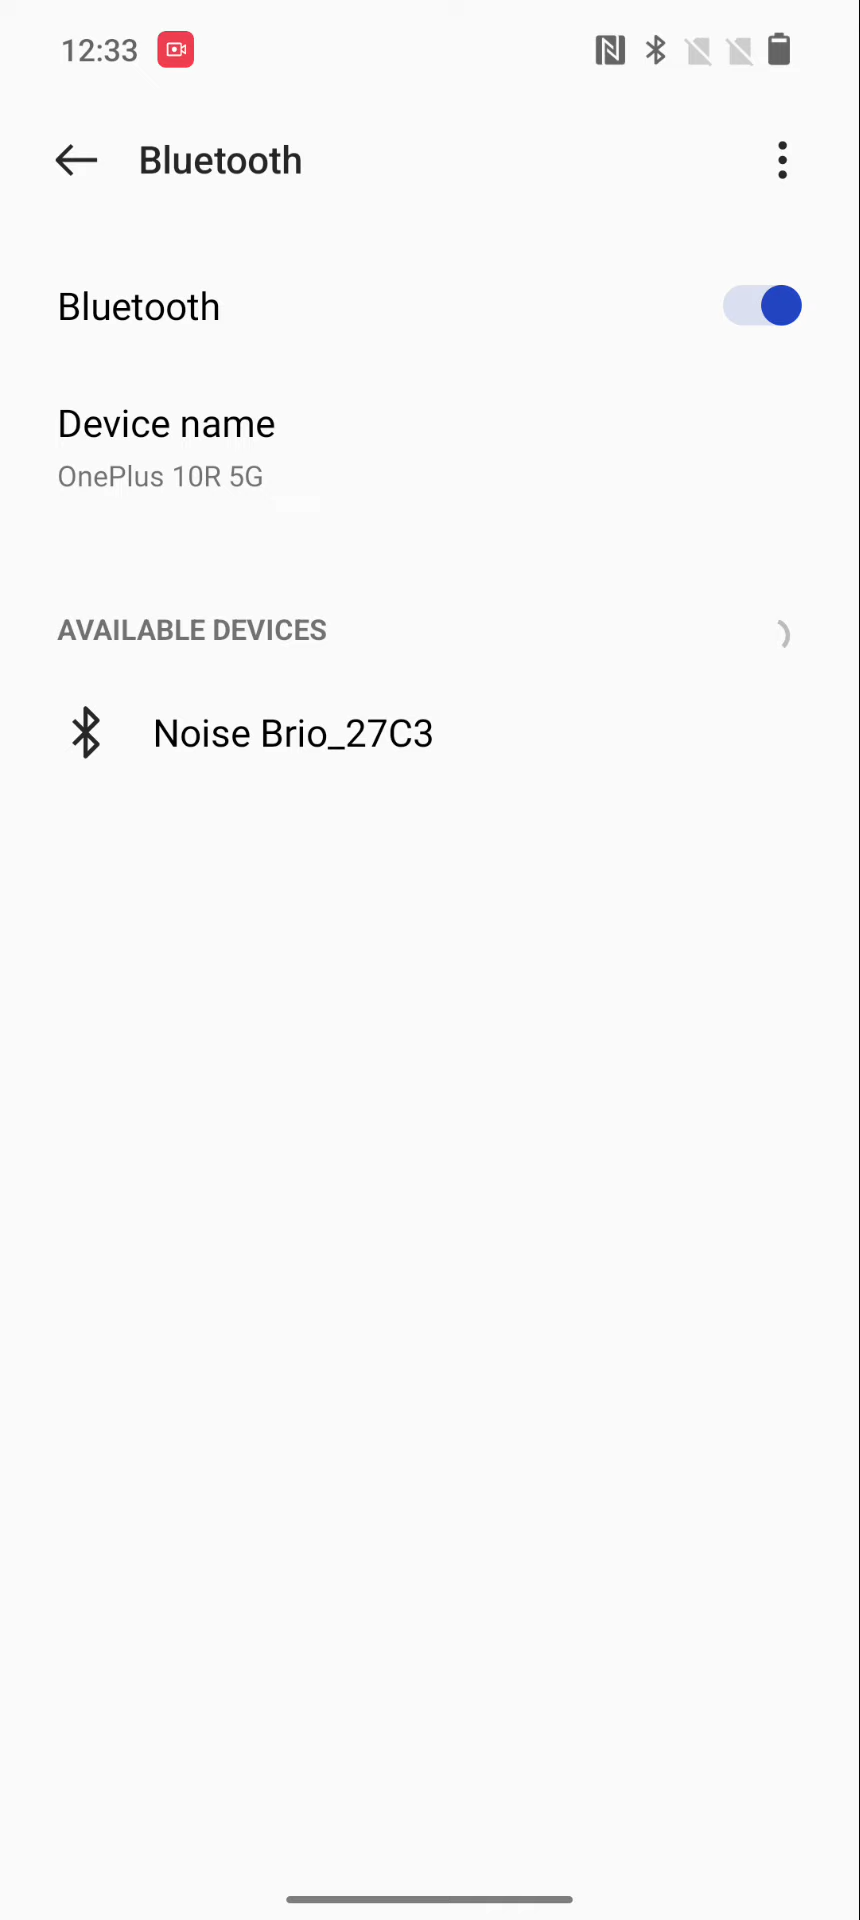 12:33
Bluetooth
Bluetooth
Device name
OnePlus 10R 5G
AVAILABLE DEVICES
Noise Brio_27C3